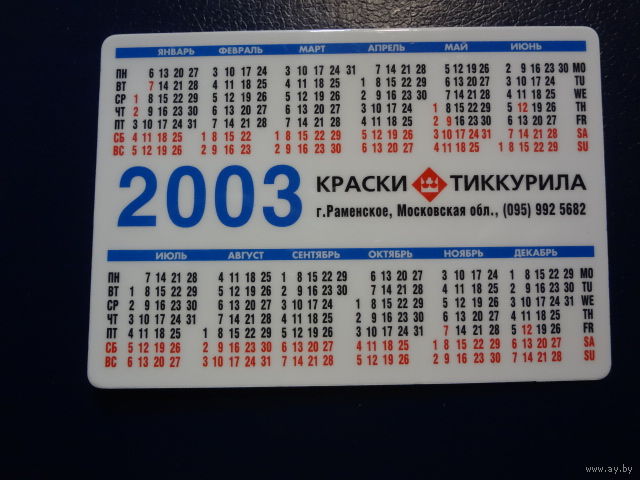 ЯНВАРЬ ФЕВРАЛЬ МАРТ АПРЕЛЬ МАЙ ИЮНЬ
ПН 6 13 20 27 3 10 17 24 3 10 17 24 31 7 14 21 28 5 12 19 26 2 9 16 23 30 MO
ВТ 7 14 21 28 4 11 18 25 4 11 18 25 1 8 15 22 29 6 13 20 27 3 10 17 24 TU
СР 1 8 15 22 29 5 12 19 26 5 12 19 26 2 9 16 23 30 7 14 21 28 4 11 18 25 WE
ЧТ 2 9 16 23 30 6 13 20 27 6 13 20 27 3 10 17 24 1 8 15 22 29 5 12 19 26 TH
ПТ 3 10 17 24 31 7 14 21 28 7 14 21 28 4 11 18 25 2 9 16 23 30 6 13 20 27 FR
СБ 4 11 18 25 1 8 15 22 1 8 15 22 29 5 12 19 26 3 10 17 24 31 7 14 21 28 SA
ВС 5 12 19 26 2 9 16 23 2 9 16 23 30 6 13 20 27 4 11 18 25 1 8 15 22 29 SU
2003 КРАСКИ ТИККУРИЛА
г.Раменское, Московская обл., (095) 992 5682
ИЮЛЬ АВГУСТ СЕНТЯБРЬ ОКТЯБРЬ НОЯБРЬ ДЕКАБРЬ
ПН 7 14 21 28 4 11 18 25 1 8 15 22 29 6 13 20 27 3 10 17 24 1 8 15 22 29 MO
ВТ 1 8 15 22 29 5 12 19 26 2 9 16 23 30 7 14 21 28 4 11 18 25 2 9 16 23 30 TU
СР 2 9 16 23 30 6 13 20 27 3 10 17 24 1 8 15 22 29 5 12 19 26 3 10 17 24 31 WE
ЧТ 3 10 17 24 31 7 14 21 28 4 11 18 25 2 9 16 23 30 6 13 20 27 4 11 18 25 TH
ПТ 4 11 18 25 1 8 15 22 29 5 12 19 26 3 10 17 24 31 7 14 21 28 5 12 19 26 FR
СБ 5 12 19 26 2 9 16 23 30 6 13 20 27 4 11 18 25 1 8 15 22 29 6 13 20 27 SA
ВС 6 13 20 27 3 10 17 24 31 7 14 21 28 5 12 19 26 2 9 16 23 30 7 14 21 28 SU
www.ay.by